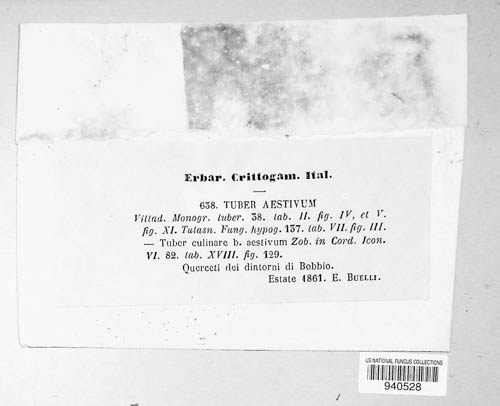 Erbar. Crittogam. Ital.
638. TUBER AESTIVUM
Vittad. Monogr. tuber. 38. tab. II. fig. IV, et V.
fig. XI. Tulasn. Fung. hypog. 137. tab. VII. fig. III.
— Tuber culinare b. aestivum Zob. in Cord. Icon.
VI. 82. tab. XVIII. fig. 129.
Querceti dei dintorni di Bobbio.
Estate 1861. E. BUELLI.
US NATIONAL FUNGUS COLLECTIONS
940528